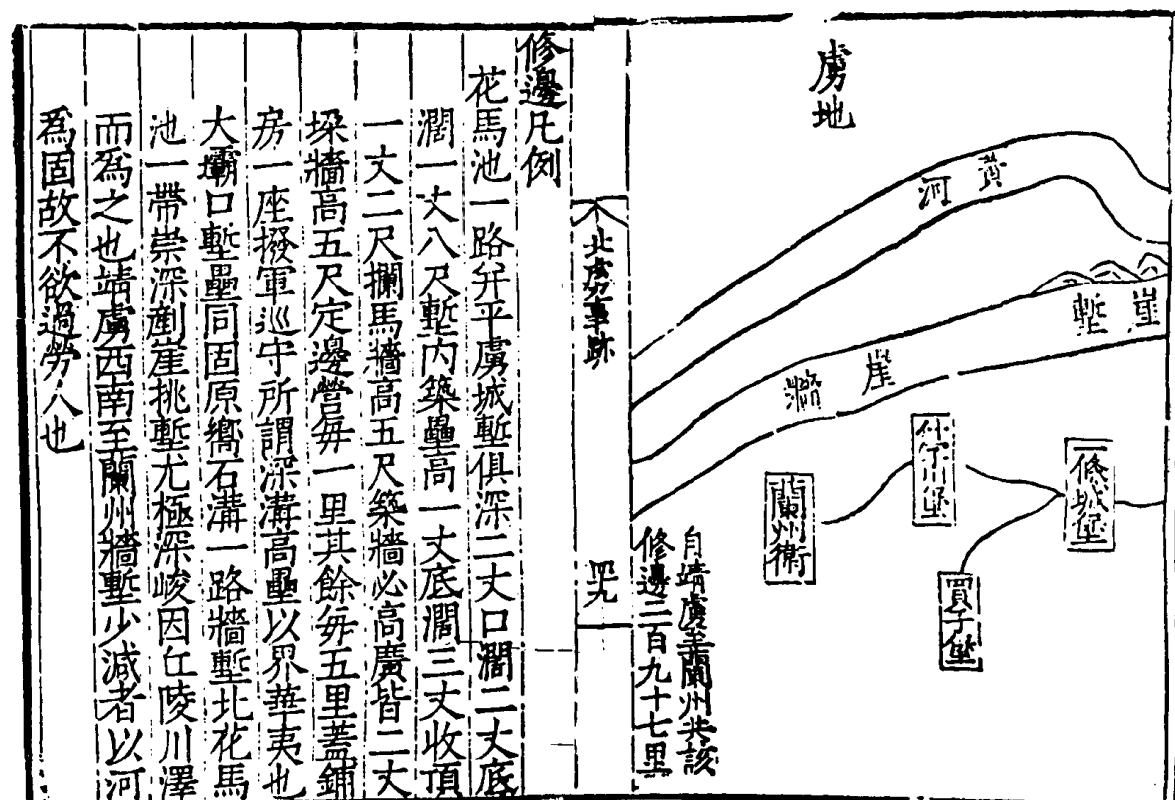 虜地
黃河
崖塹
崖牆
一條城堡
買子堡
蘭州衛
自靖虜至蘭州共該
修邊二百九十七里
北虜事跡
四九
修邊凡例
花馬池一路弁平虜城塹俱深二丈口濶二丈底
濶一丈八尺塹內築壘高一丈底濶三丈收頂
一丈二尺攔馬牆高五尺築牆必高廣皆二丈
垜牆高五尺定邊營每一里其餘每五里蓋鋪
房一座撥軍巡守所謂深溝高壘以界華夷也
大壩口塹壘同固原嚮石溝一路牆塹北花馬
池一帶崇深剷崖挑塹尤極深峻因丘陵川澤
而為之也靖虜西南至蘭州牆塹少減者以河
為固故不欲過勞人也